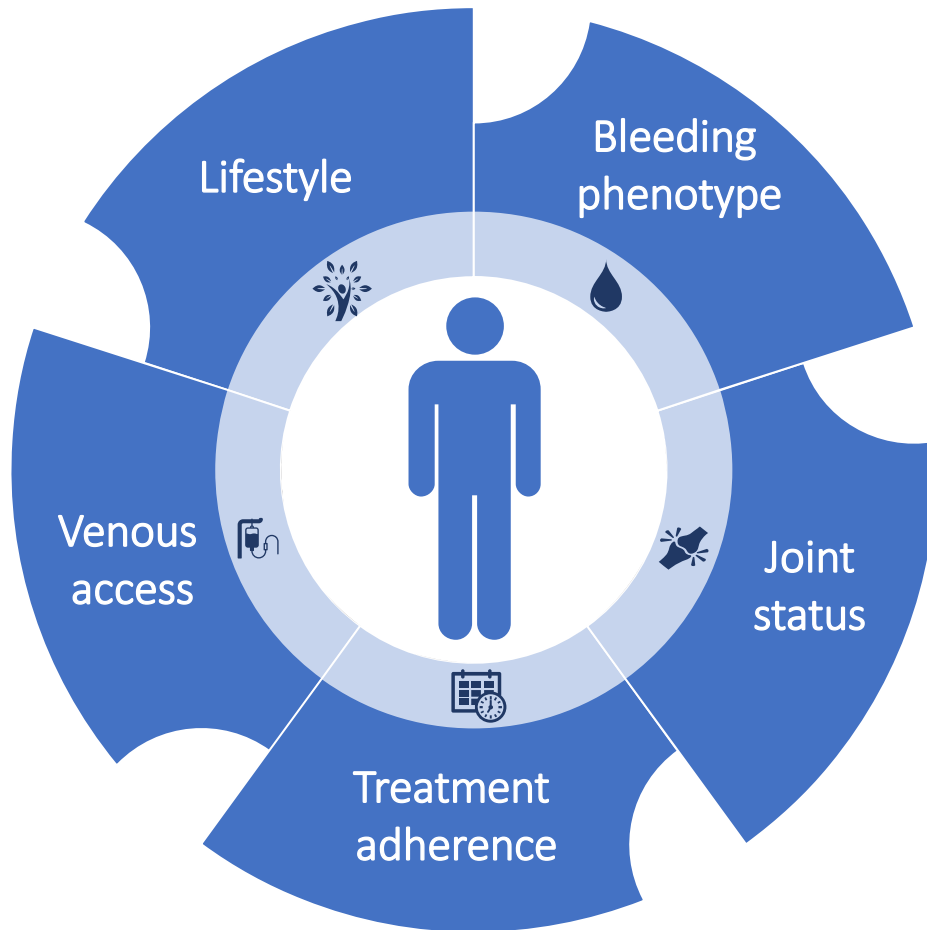 Lifestyle
Bleeding
phenotype
Venous
access
Joint
status
Treatment
adherence